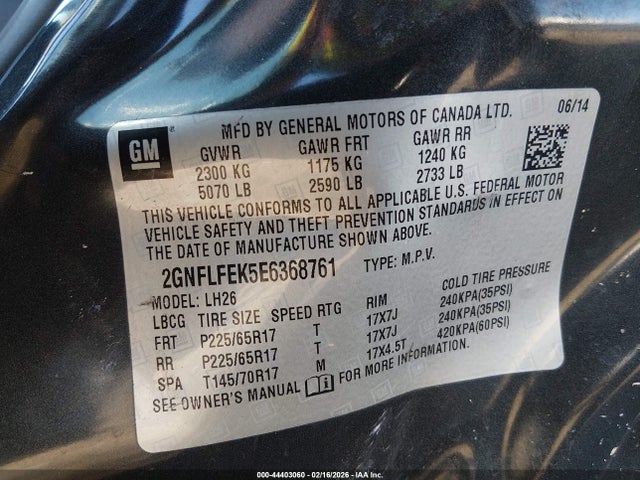 GM
MFD BY GENERAL MOTORS OF CANADA LTD. 06/14
GVWR GAWR FRT GAWR RR
2300 KG 1175 KG 1240 KG
5070 LB 2590 LB 2733 LB
THIS VEHICLE CONFORMS TO ALL APPLICABLE U.S. FEDERAL MOTOR
VEHICLE SAFETY AND THEFT PREVENTION STANDARDS IN EFFECT ON
THE DATE OF MANUFACTURE SHOWN ABOVE.
2GNFLFEK5E6368761 TYPE: M.P.V.
MODEL: LH26
LBCG TIRE SIZE SPEED RTG RIM COLD TIRE PRESSURE
FRT P225/65R17 T 17X7J 240KPA(35PSI)
RR P225/65R17 T 17X7J 240KPA(35PSI)
SPA T145/70R17 M 17X4.5T 420KPA(60PSI)
SEE OWNER'S MANUAL FOR MORE INFORMATION.
000-44403060 - 02/16/2026 - IAA Inc.